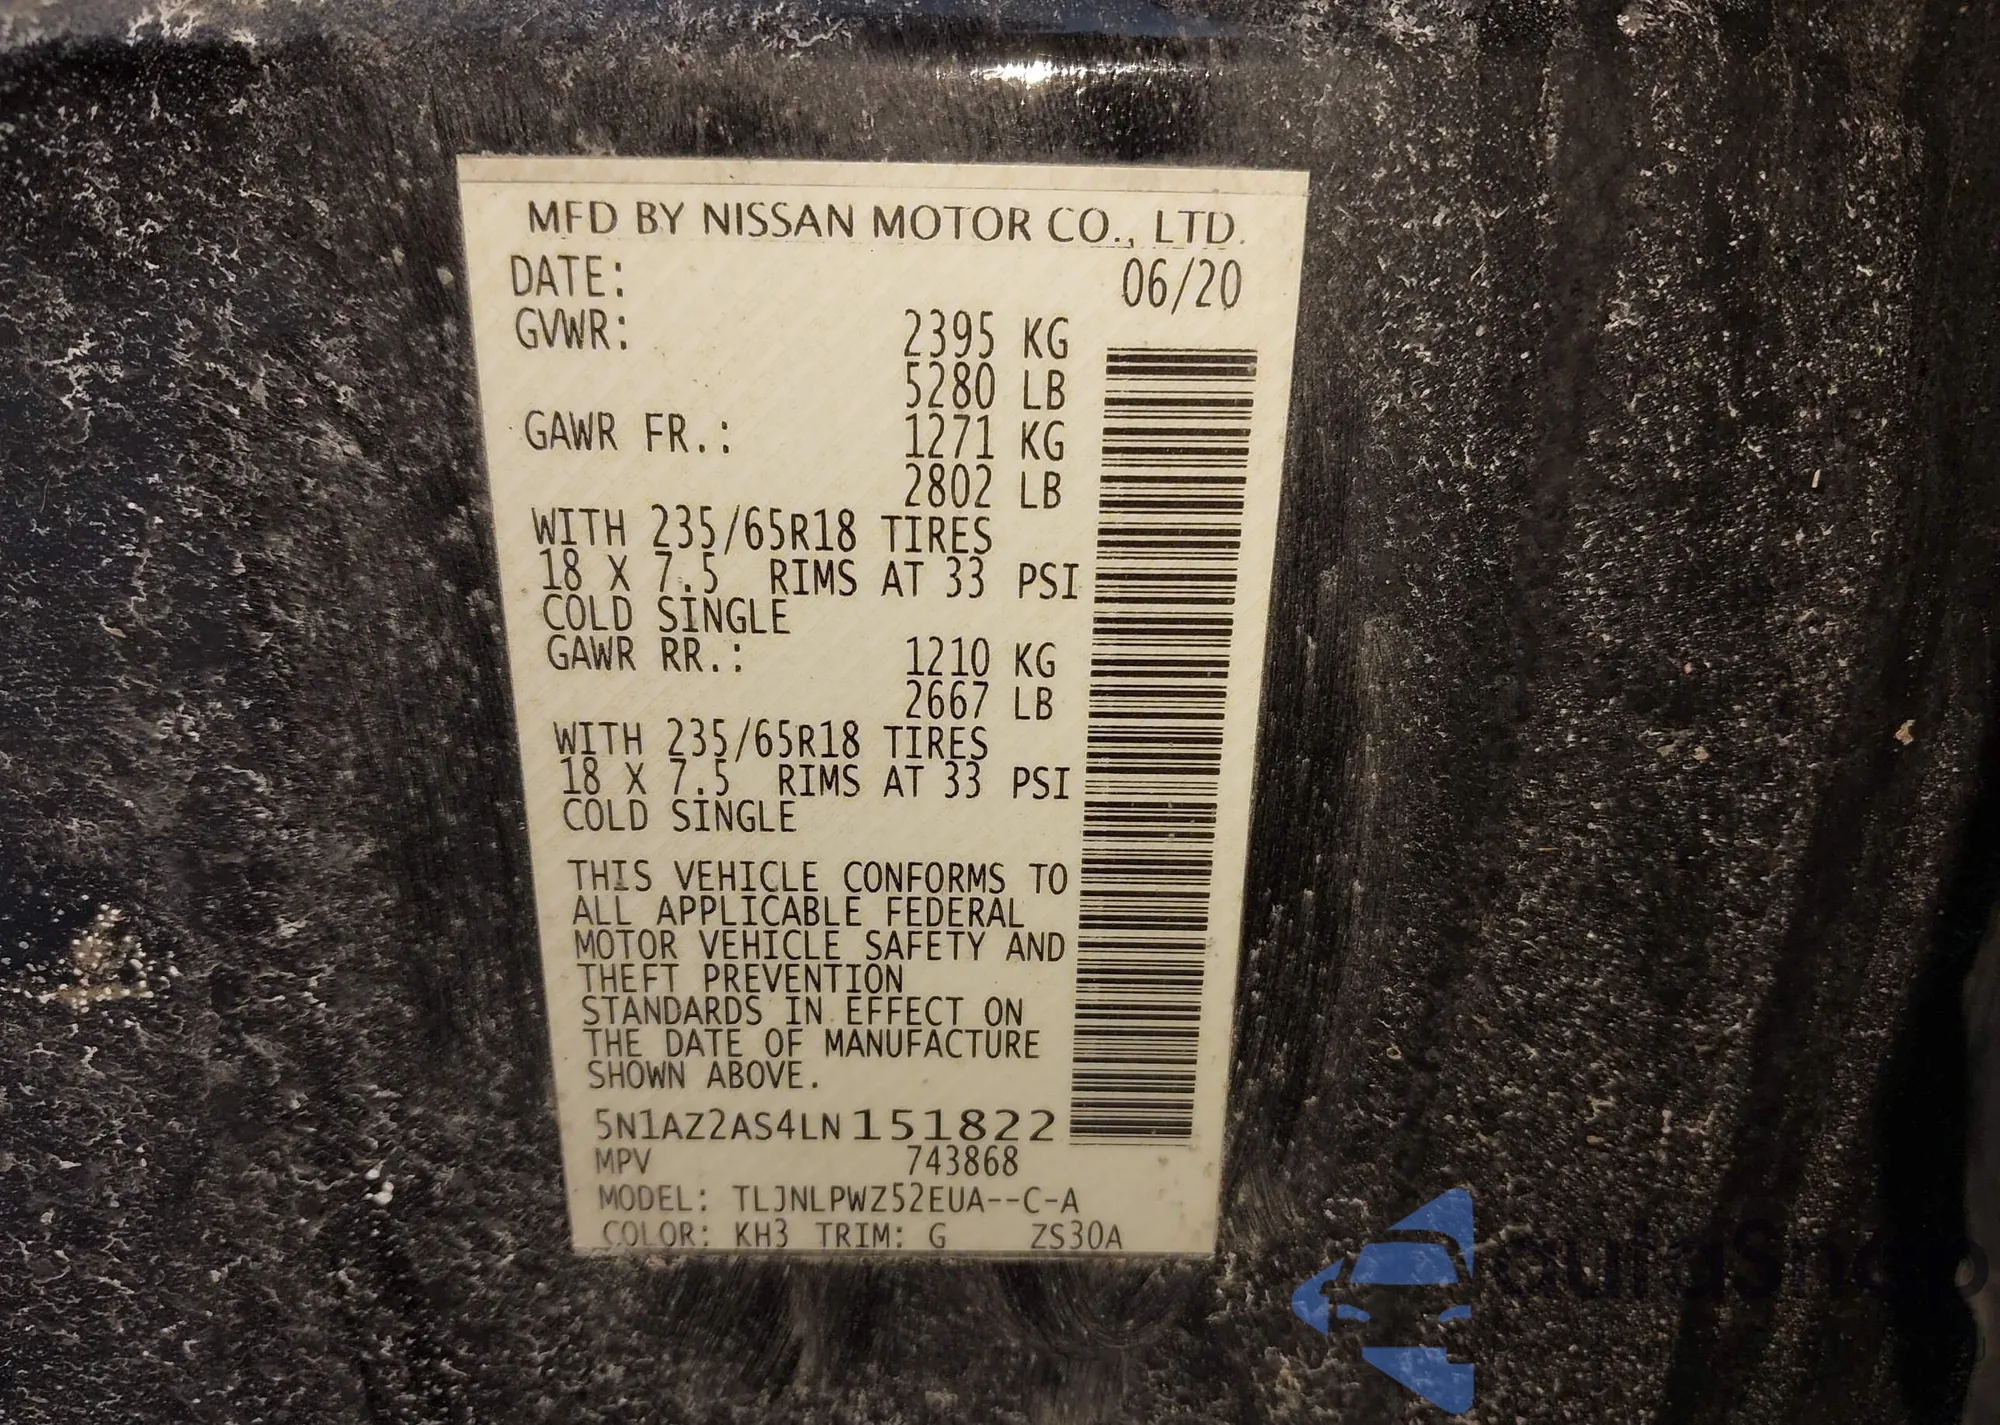 MFD BY NISSAN MOTOR CO., LTD.
DATE: 06/20
GVWR: 2395 KG
5280 LB
GAWR FR.: 1271 KG
2802 LB
WITH 235/65R18 TIRES
18 X 7.5 RIMS AT 33 PSI
COLD SINGLE
GAWR RR.: 1210 KG
2667 LB
WITH 235/65R18 TIRES
18 X 7.5 RIMS AT 33 PSI
COLD SINGLE
THIS VEHICLE CONFORMS TO
ALL APPLICABLE FEDERAL
MOTOR VEHICLE SAFETY AND
THEFT PREVENTION
STANDARDS IN EFFECT ON
THE DATE OF MANUFACTURE
SHOWN ABOVE.
5N1AZ2AS4LN151822
MPV 743868
MODEL: TLJNLPWZ52EUA--C-A
COLOR: KH3 TRIM: G ZS30A